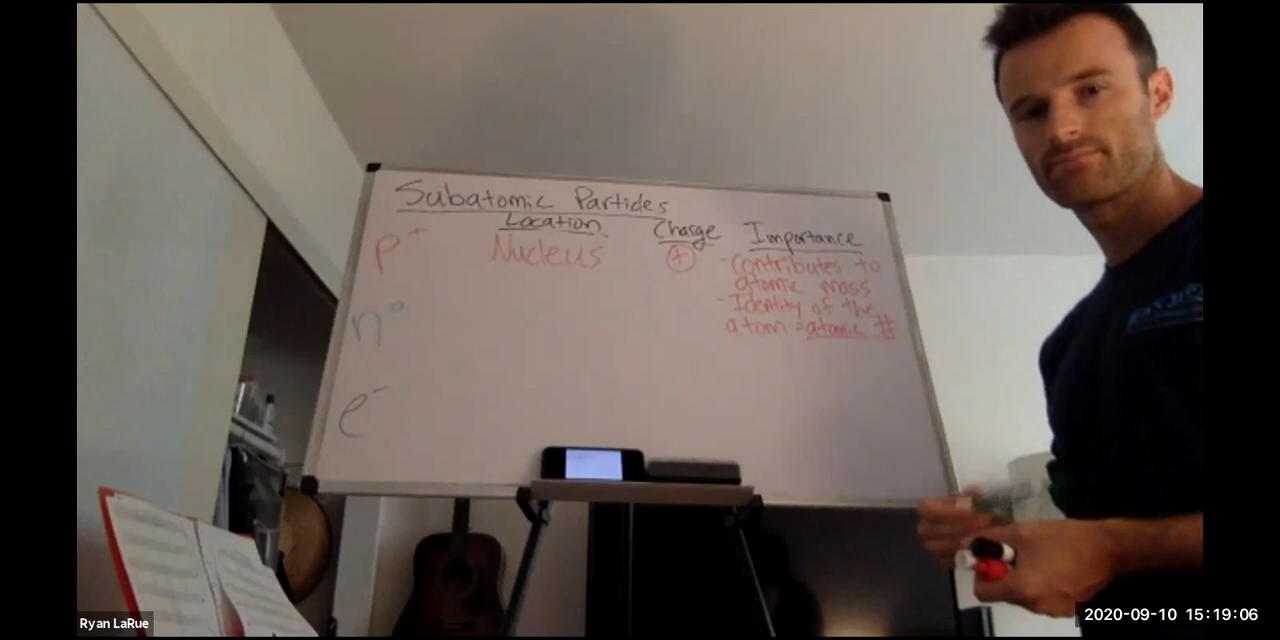 Subatomic Particles
Location Charge Importance
p+ Nucleus + -Contributes to
atomic mass
-Identity of the
atom = atomic #
n°
e-
Ryan LaRue
2020-09-10 15:19:06